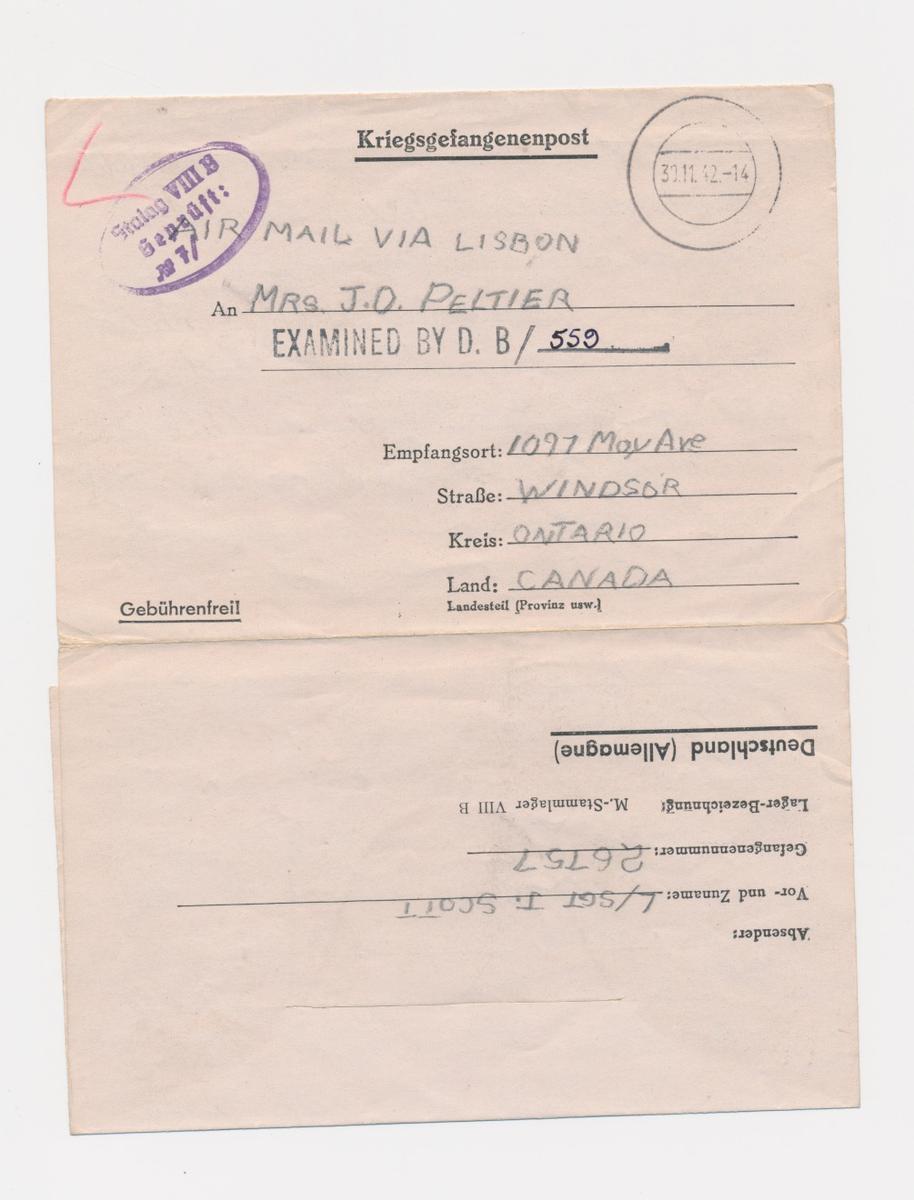 Kriegsgefangenenpost
Stalag VIII B
Geprüft:
№ 71
30.11.42.-14
AIR MAIL VIA LISBON
An MRS. J.O. PELTIER
EXAMINED BY D. B/ 559
Empfangsort: 1097 Moy Ave
Straße: WINDSOR
Kreis: ONTARIO
Land: CANADA
Landesteil (Provinz usw.)
Gebührenfrei!
Absender:
Vor- und Zuname: L/SGT J. SCOTT
Gefangenennummer: 26757
Lager-Bezeichnung: M.-Stammlager VIII B
Deutschland (Allemagne)